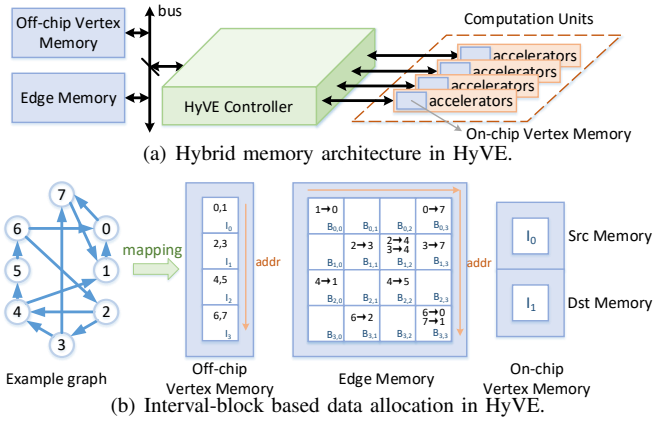 Off-chip Vertex
Memory
Edge Memory
bus
HyVE Controller
Computation Units
accelerators
accelerators
accelerators
accelerators
On-chip Vertex Memory
(a) Hybrid memory architecture in HyVE.
7
6
0
5
1
4
2
3
Example graph
mapping
0,1
I0
2,3
I1
4,5
I2
6,7
I3
addr
Off-chip
Vertex Memory
1→0
B0,0
B0,1
B0,2
0→7
B0,3
B1,0
2→3
B1,1
2→4
3→4
B1,2
3→7
B1,3
4→1
B2,0
B2,1
4→5
B2,2
B2,3
B3,0
6→2
B3,1
B3,2
6→0
7→1
B3,3
addr
Edge Memory
I0
Src Memory
I1
Dst Memory
On-chip
Vertex Memory
(b) Interval-block based data allocation in HyVE.